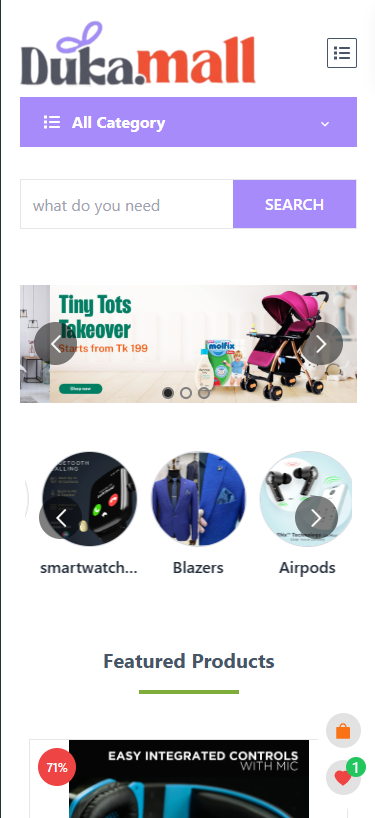 Duka.mall
All Category
what do you need
SEARCH
Tiny Tots
Takeover
Starts from Tk 199
Shop now
molfix
BLUETOOTH
CALLING
smartwatch...
Blazers
Airpods
Featured Products
71%
EASY INTEGRATED CONTROLS
WITH MIC
1